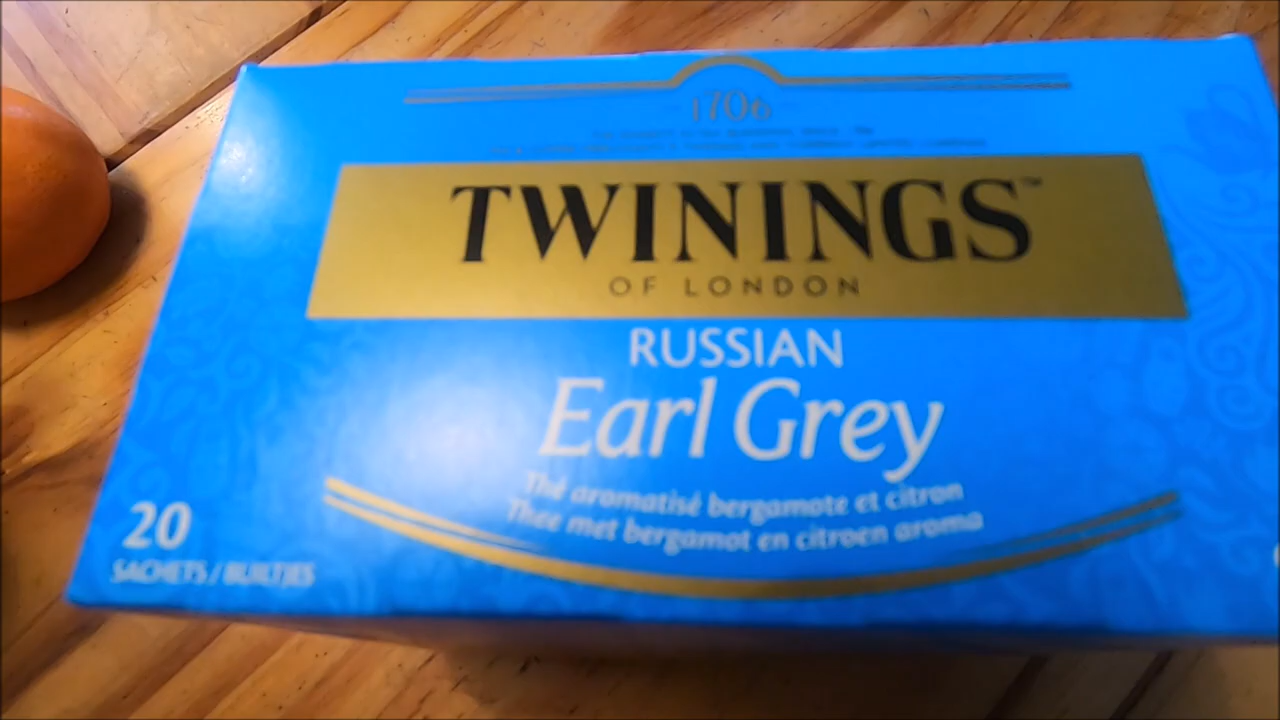 1706
TWININGS™
OF LONDON
RUSSIAN
Earl Grey
Thé aromatisé bergamote et citron
Thee met bergamot en citroen aroma
20
SACHETS / BUILTJES